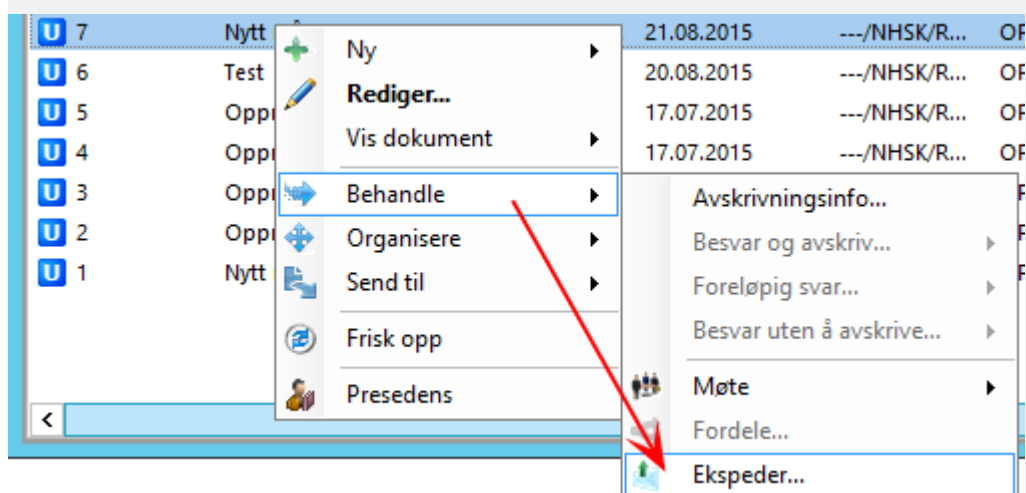 U 7 Nytt 21.08.2015 ---/NHSK/R... OF
Ny
U 6 Test 20.08.2015 ---/NHSK/R... OF
Rediger...
U 5 Oppr 17.07.2015 ---/NHSK/R... OF
Vis dokument
U 4 Oppr 17.07.2015 ---/NHSK/R... OF
U 3 Oppr
Behandle
Avskrivningsinfo...
U 2 Oppr
Organisere
Besvar og avskriv...
U 1 Nytt
Send til
Foreløpig svar...
Frisk opp
Besvar uten å avskrive...
Presedens
Møte
Fordele...
Ekspeder...